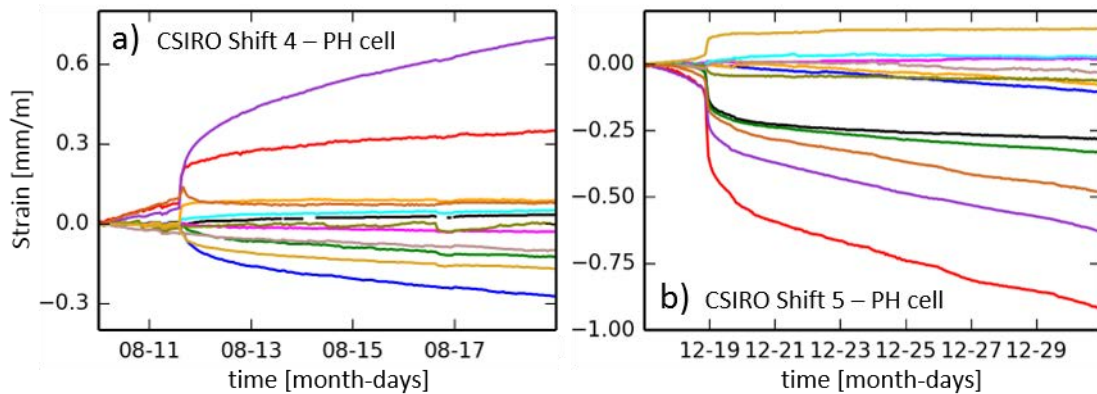 a) CSIRO Shift 4 – PH cell
Strain [mm/m]
0.6
0.3
0.0
−0.3
08-11 08-13 08-15 08-17
time [month-days]
0.00
−0.25
−0.50
−0.75
−1.00
b) CSIRO Shift 5 – PH cell
12-19 12-21 12-23 12-25 12-27 12-29
time [month-days]